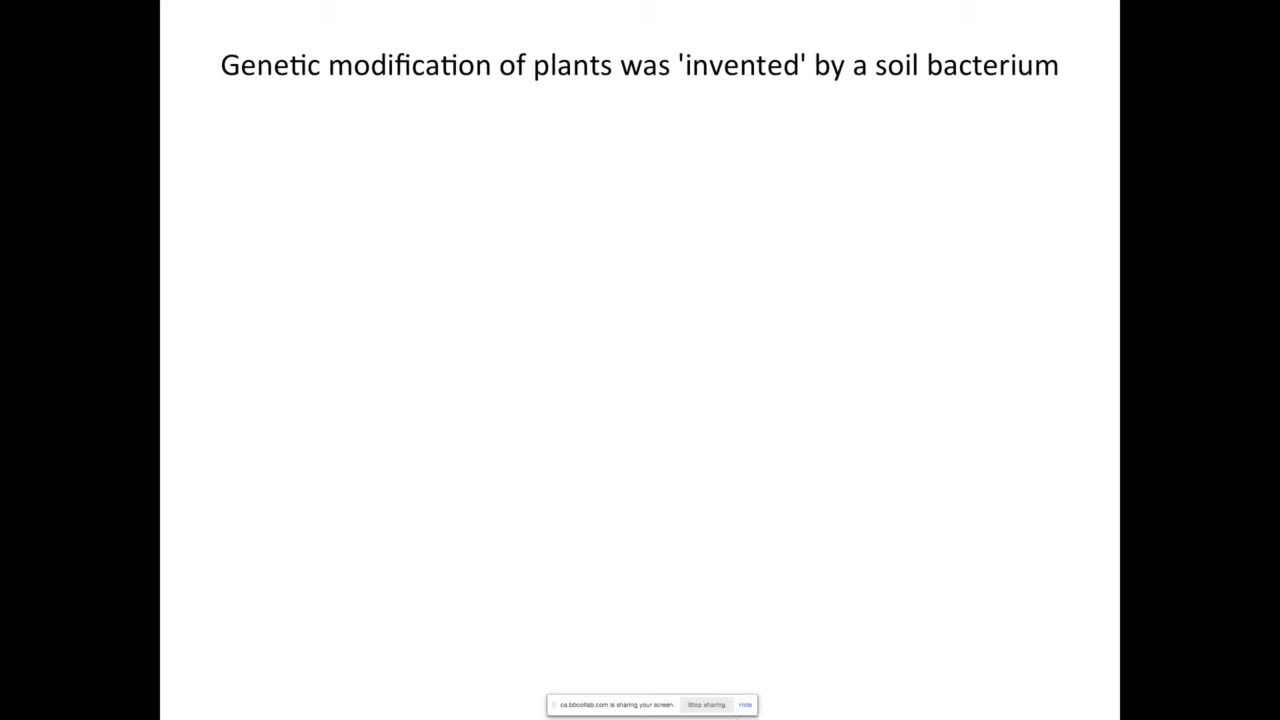 Genetic modification of plants was 'invented' by a soil bacterium
ca.bbcollab.com is sharing your screen. Stop sharing Hide